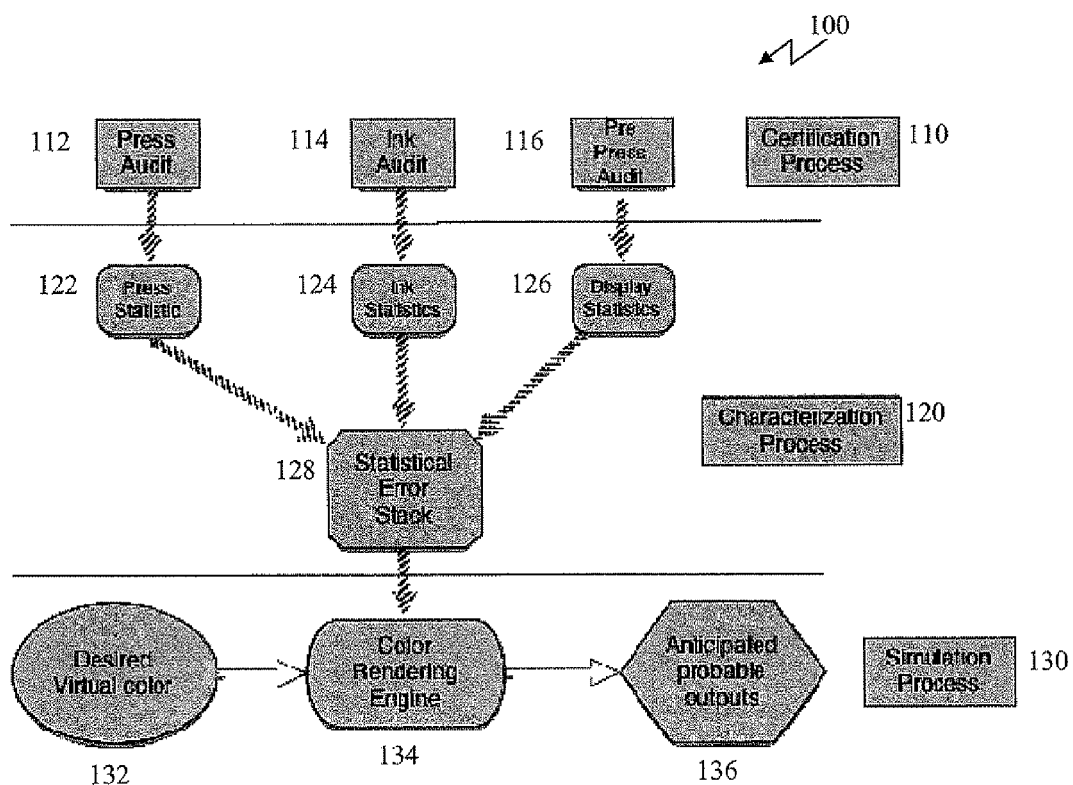 100
112
Press
Audit
114
Ink
Audit
116
Pre
Press
Audit
Certification
Process
110
122
Press
Statistic
124
Ink
Statistics
126
Display
Statistics
Characterization
Process
120
128
Statistical
Error
Stack
Desired
Virtual color
Color
Rendering
Engine
Anticipated
probable
outputs
Simulation
Process
130
132
134
136